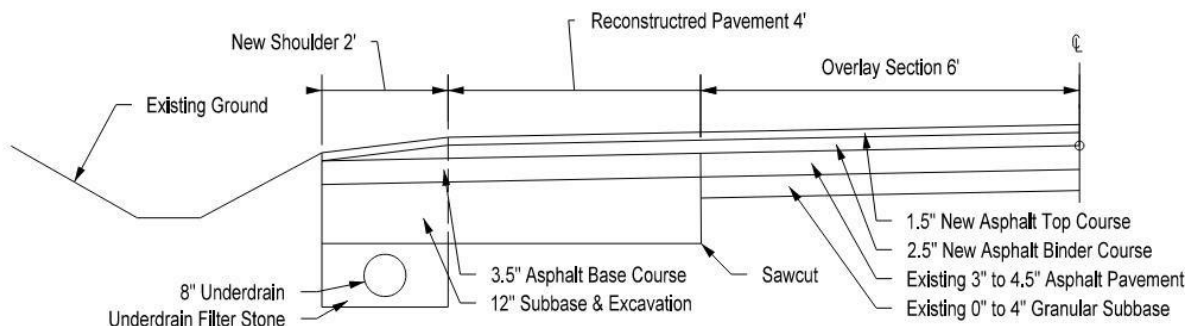 Reconstructred Pavement 4'
New Shoulder 2'
℄
Overlay Section 6'
Existing Ground
1.5" New Asphalt Top Course
2.5" New Asphalt Binder Course
3.5" Asphalt Base Course
Sawcut
Existing 3" to 4.5" Asphalt Pavement
8" Underdrain
12" Subbase & Excavation
Existing 0" to 4" Granular Subbase
Underdrain Filter Stone